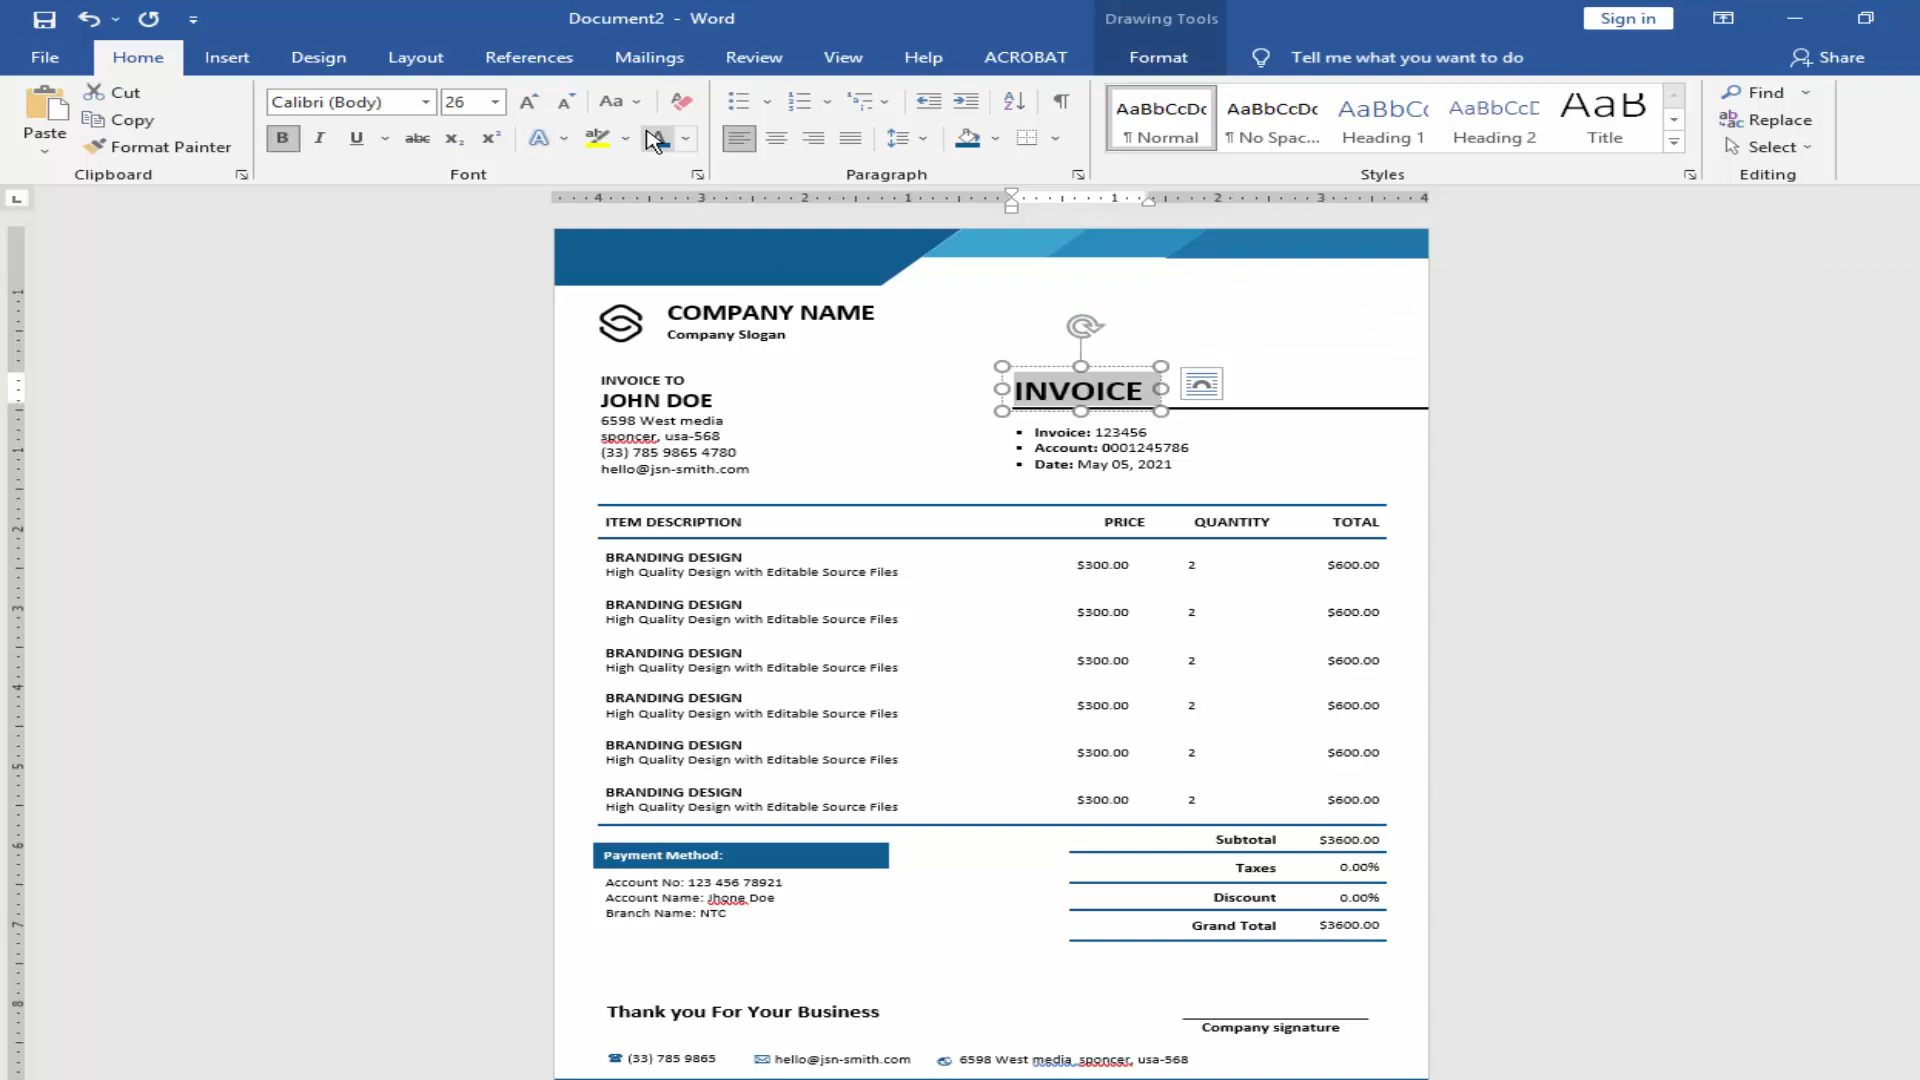 Document2 - Word
Drawing Tools
Sign in
File
Home
Insert
Design
Layout
References
Mailings
Review
View
Help
ACROBAT
Format
Tell me what you want to do
Share
Paste
Cut
Copy
Format Painter
Clipboard
Calibri (Body)
26
Font
Paragraph
AaBbCcDc
¶ Normal
AaBbCcDc
¶ No Spac...
AaBbCc
Heading 1
AaBbCcD
Heading 2
AaB
Title
Styles
Find
Replace
Select
Editing
4 3 2 1 1 2 3 4
COMPANY NAME
Company Slogan
INVOICE TO
JOHN DOE
6598 West media
sponcer, usa-568
(33) 785 9865 4780
hello@jsn-smith.com
INVOICE
▪ Invoice: 123456
▪ Account: 0001245786
▪ Date: May 05, 2021
ITEM DESCRIPTION PRICE QUANTITY TOTAL
BRANDING DESIGN
High Quality Design with Editable Source Files
$300.00 2 $600.00
BRANDING DESIGN
High Quality Design with Editable Source Files
$300.00 2 $600.00
BRANDING DESIGN
High Quality Design with Editable Source Files
$300.00 2 $600.00
BRANDING DESIGN
High Quality Design with Editable Source Files
$300.00 2 $600.00
BRANDING DESIGN
High Quality Design with Editable Source Files
$300.00 2 $600.00
BRANDING DESIGN
High Quality Design with Editable Source Files
$300.00 2 $600.00
Payment Method:
Account No: 123 456 78921
Account Name: Jhone Doe
Branch Name: NTC
Subtotal $3600.00
Taxes 0.00%
Discount 0.00%
Grand Total $3600.00
Thank you For Your Business
Company signature
(33) 785 9865
hello@jsn-smith.com
6598 West media sponcer, usa-568